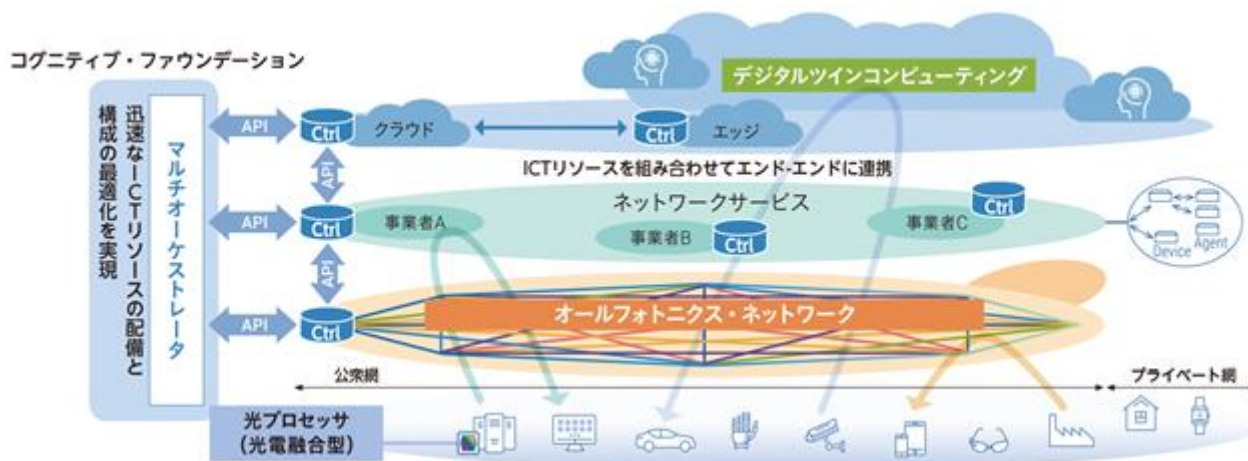 コグニティブ・ファウンデーション
迅速なICTリソースの配備と
構成の最適化を実現
マルチオーケストレータ
デジタルツインコンピューティング
API
Ctrl
クラウド
Ctrl
エッジ
API
ICTリソースを組み合わせてエンド-エンドに連携
ネットワークサービス
API
Ctrl
事業者A
事業者B
Ctrl
事業者C
Ctrl
Device
Agent
API
オールフォトニクス・ネットワーク
API
Ctrl
公衆網
プライベート網
光プロセッサ
(光電融合型)